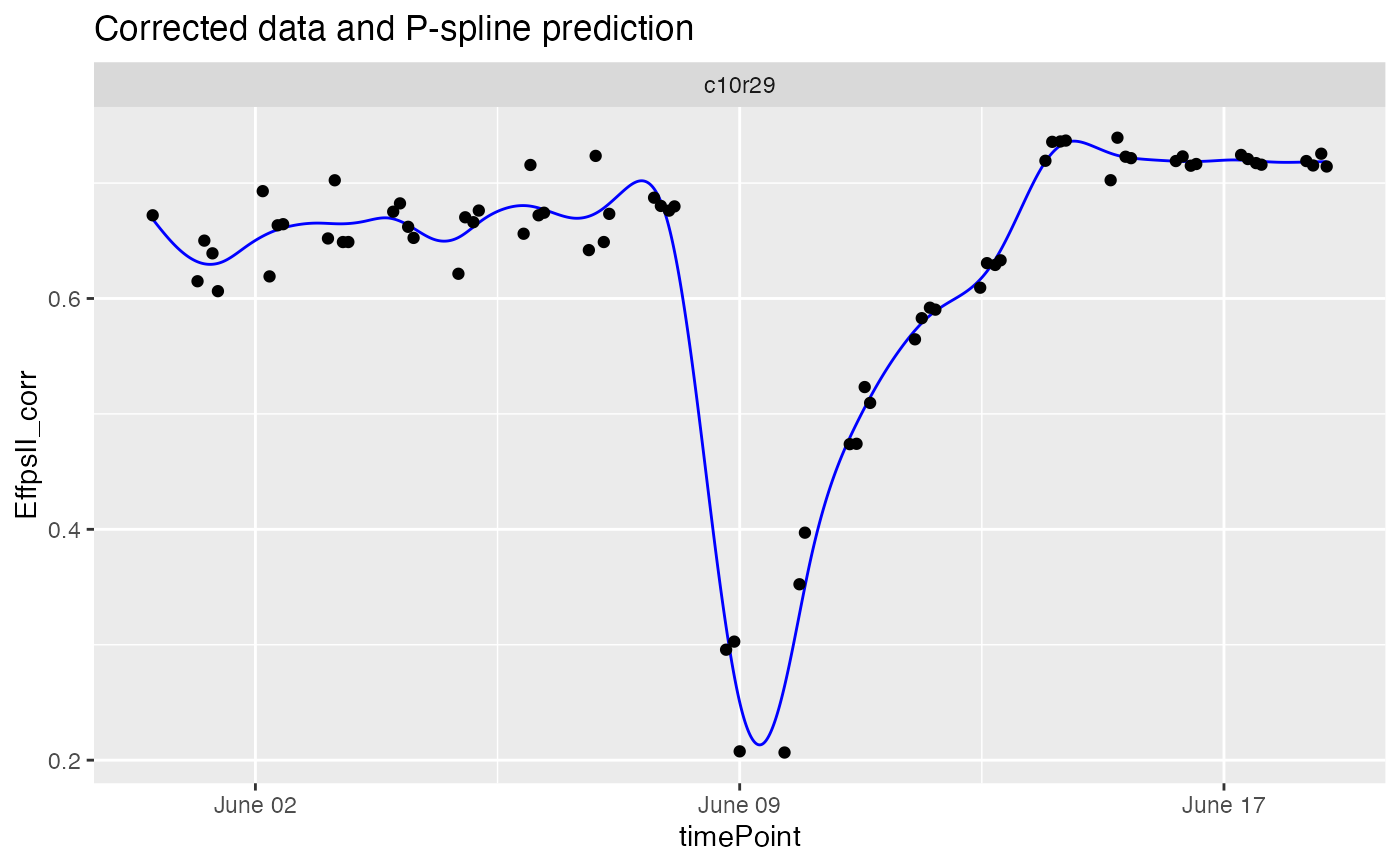 Corrected data and P-spline prediction
c10r29
EffpsII_corr
0.6
0.4
0.2
June 02
June 09
June 17
timePoint